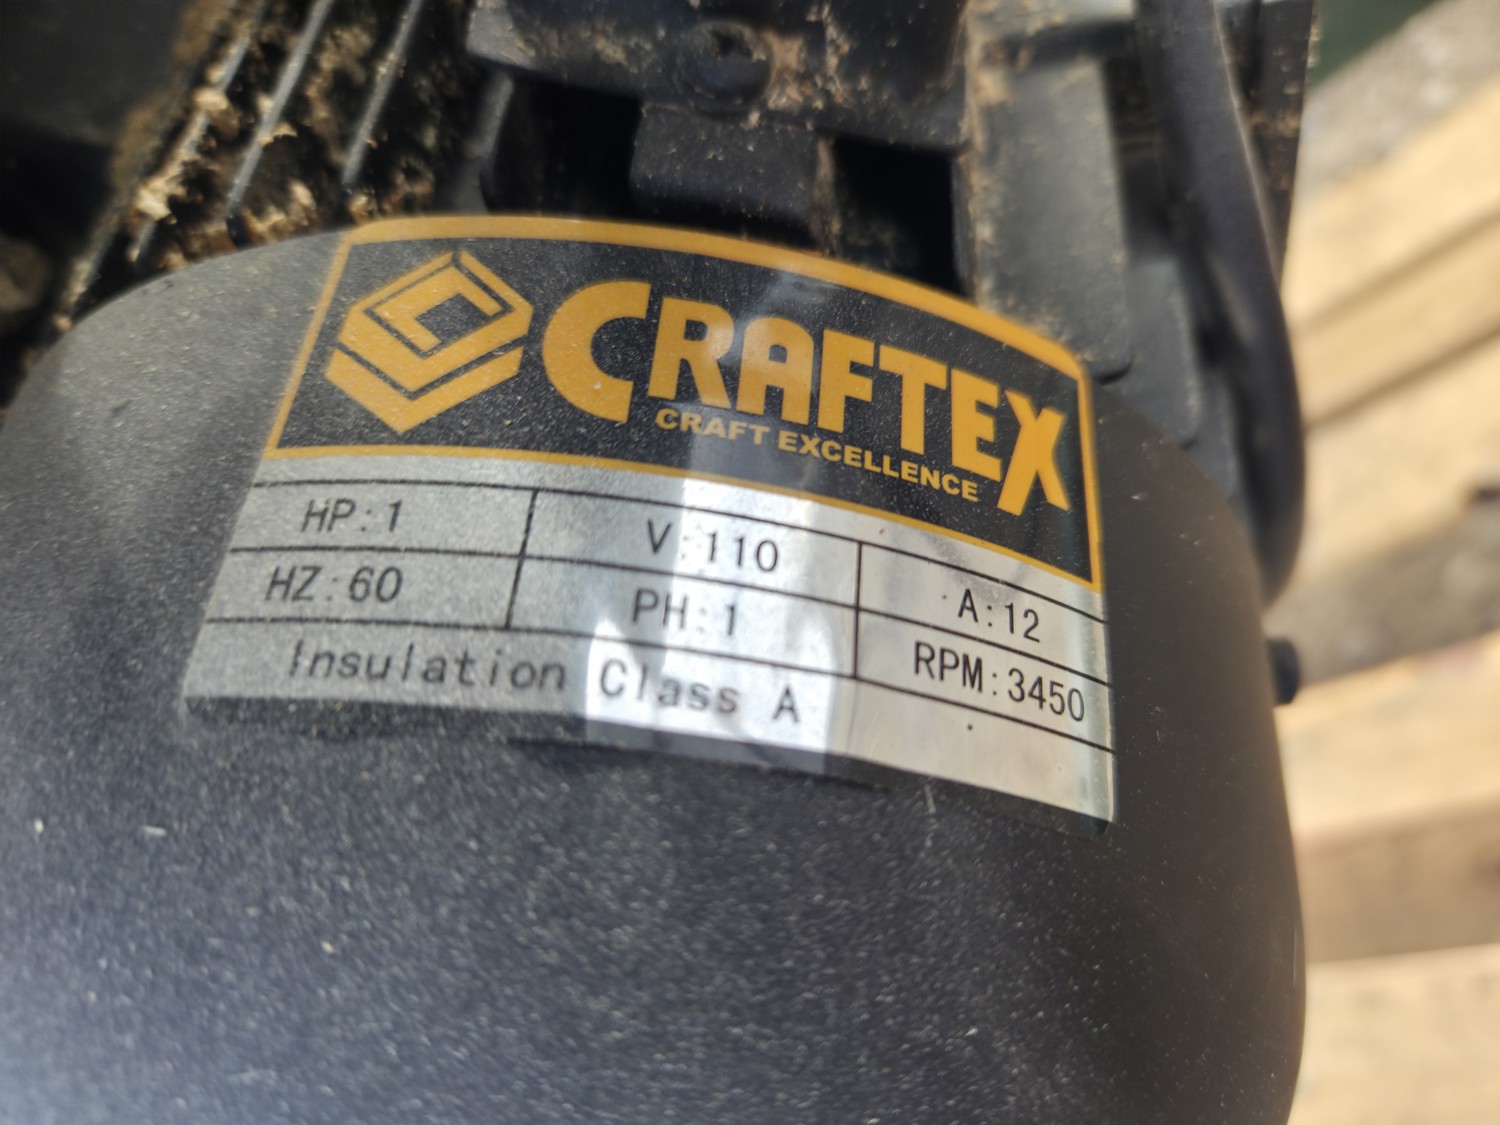 CRAFTEX
CRAFT EXCELLENCE
HP:1 V:110 A:12
HZ:60 PH:1 RPM:3450
Insulation Class A